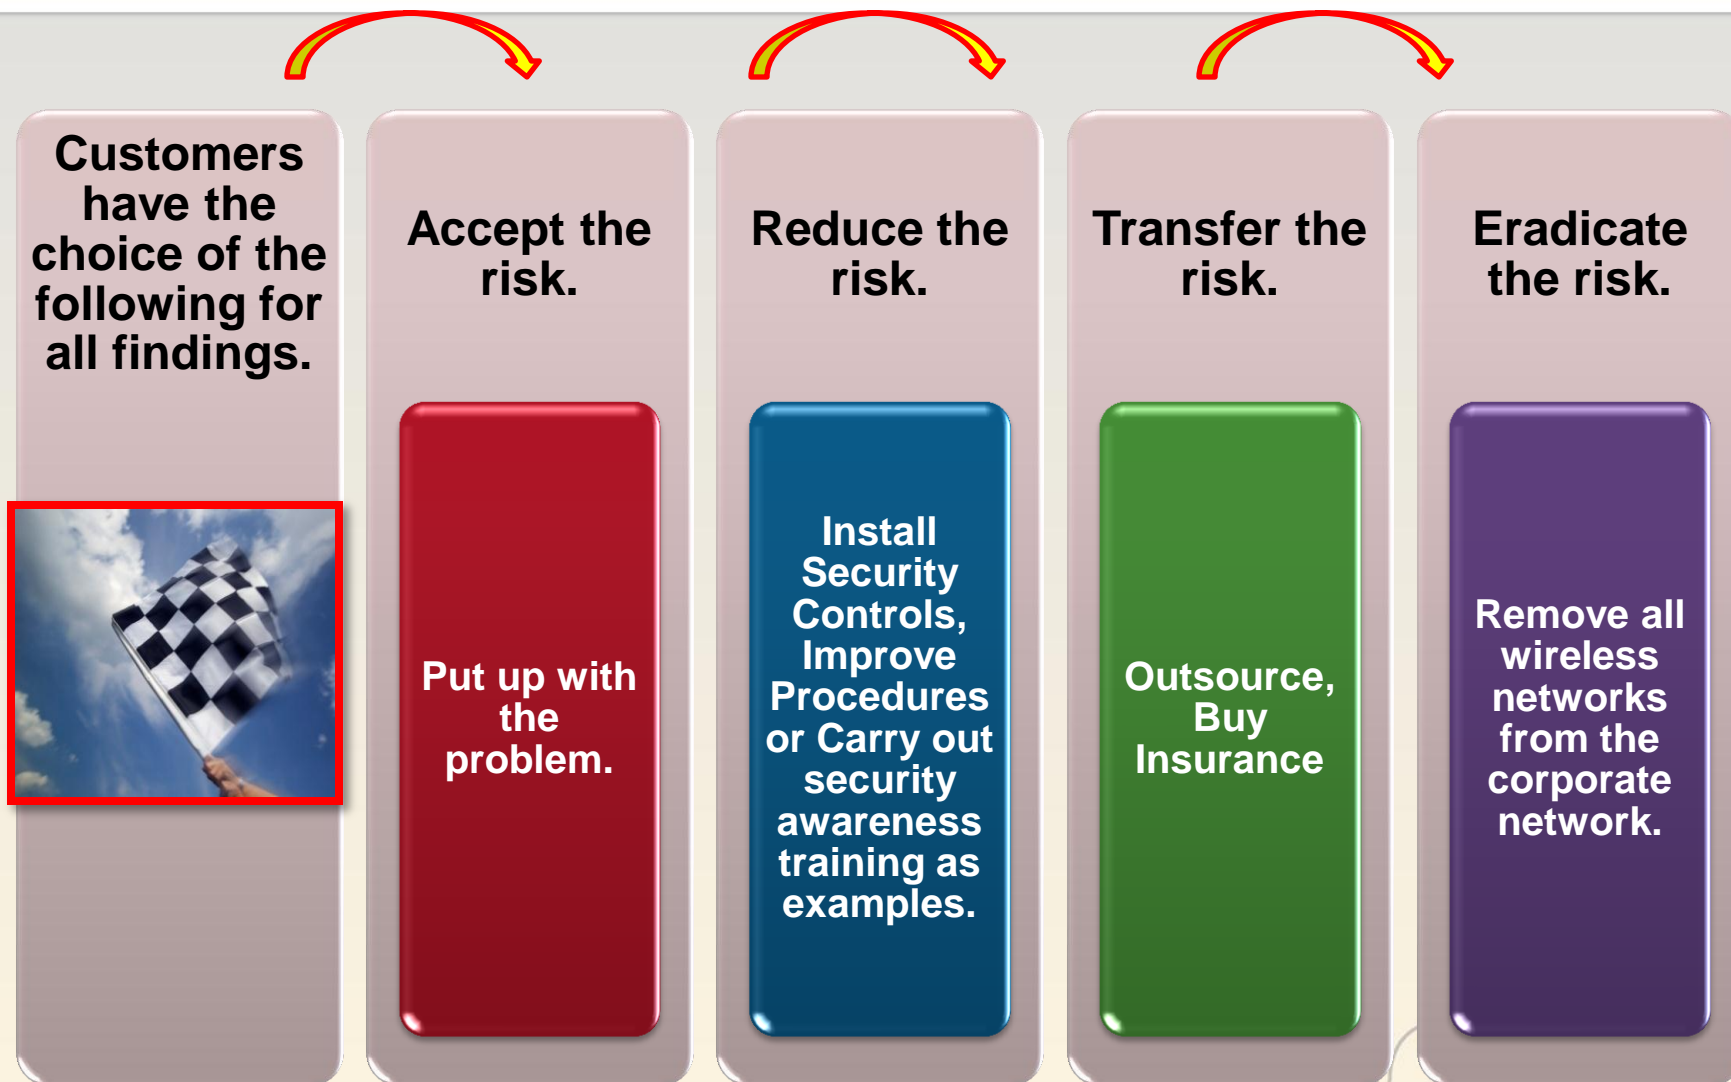 Customers
have the
choice of the
following for
all findings.
Accept the
risk.
Put up with
the
problem.
Reduce the
risk.
Install
Security
Controls,
Improve
Procedures
or Carry out
security
awareness
training as
examples.
Transfer the
risk.
Outsource,
Buy
Insurance
Eradicate
the risk.
Remove all
wireless
networks
from the
corporate
network.